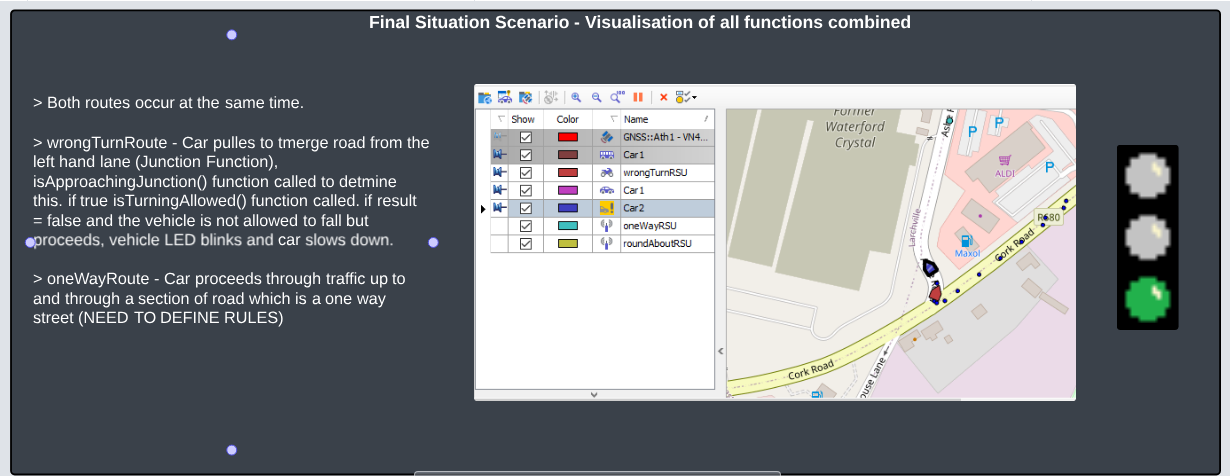 Final Situation Scenario - Visualisation of all functions combined
> Both routes occur at the same time.
> wrongTurnRoute - Car pulls to tmerge road from the
left hand lane (Junction Function),
isApproachingJunction() function called to detmine
this. if true isTurningAllowed() function called. if result
= false and the vehicle is not allowed to fall but
proceeds, vehicle LED blinks and car slows down.
> oneWayRoute - Car proceeds through traffic up to
and through a section of road which is a one way
street (NEED TO DEFINE RULES)
Show Color Name
GNSS::Ath1 - VN4...
Car1
wrongTurnRSU
Car1
Car2
oneWayRSU
roundAboutRSU
Former
Waterford
Crystal
P
P
ALDI
P
Larchville
R680
Maxol
Cork Road
Cork Road
ouse Lane